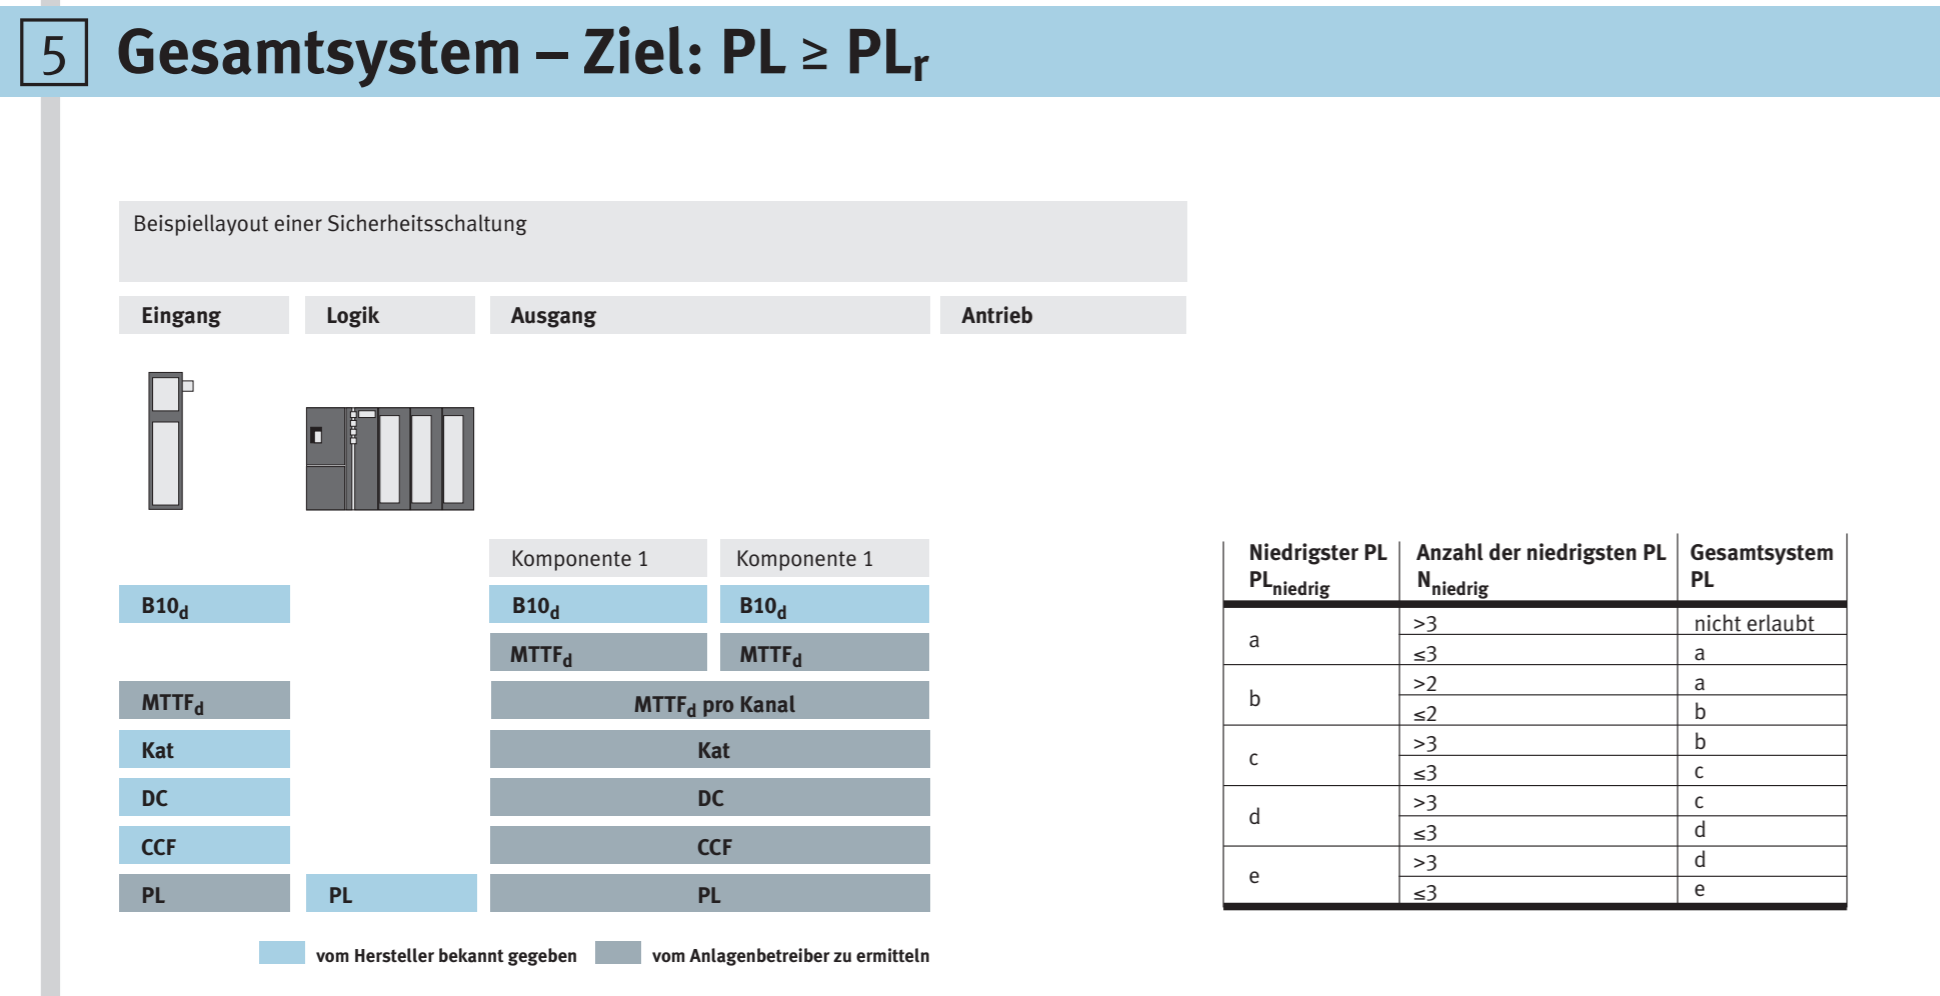 5 Gesamtsystem – Ziel: PL ≥ PLr
Beispiellayout einer Sicherheitsschaltung
Eingang Logik Ausgang Antrieb
Komponente 1 Komponente 1
B10d B10d B10d
MTTFd MTTFd
MTTFd MTTFd pro Kanal
Kat Kat
DC DC
CCF CCF
PL PL PL
vom Hersteller bekannt gegeben vom Anlagenbetreiber zu ermitteln
Niedrigster PL Anzahl der niedrigsten PL Gesamtsystem
PLniedrig Nniedrig PL
a >3 nicht erlaubt
≤3 a
b >2 a
≤2 b
c >3 b
≤3 c
d >3 c
≤3 d
e >3 d
≤3 e